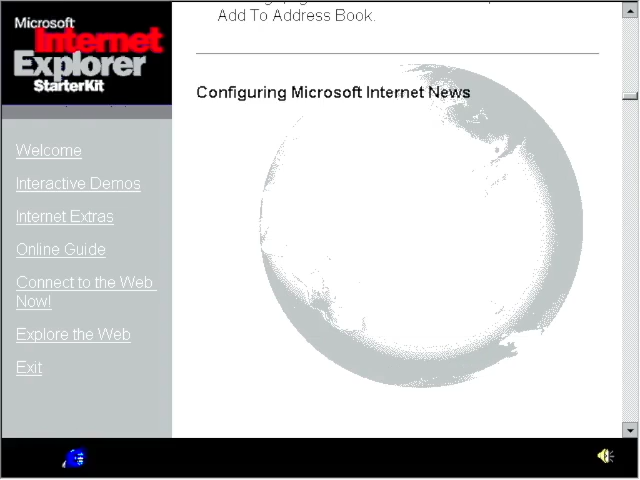 Microsoft
Internet
Explorer
StarterKit
Welcome
Interactive Demos
Internet Extras
Online Guide
Connect to the Web
Now!
Explore the Web
Exit
Add To Address Book.
Configuring Microsoft Internet News